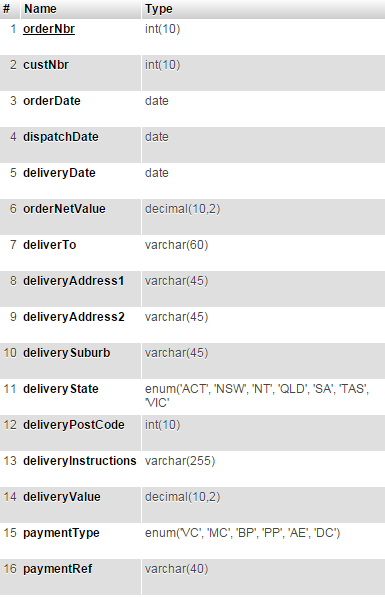 # Name Type
1 orderNbr int(10)
2 custNbr int(10)
3 orderDate date
4 dispatchDate date
5 deliveryDate date
6 orderNetValue decimal(10,2)
7 deliverTo varchar(60)
8 deliveryAddress1 varchar(45)
9 deliveryAddress2 varchar(45)
10 deliverySuburb varchar(45)
11 deliveryState enum('ACT', 'NSW', 'NT', 'QLD', 'SA', 'TAS',
'VIC'
12 deliveryPostCode int(10)
13 deliveryInstructions varchar(255)
14 deliveryValue decimal(10,2)
15 paymentType enum('VC', 'MC', 'BP', 'PP', 'AE', 'DC')
16 paymentRef varchar(40)